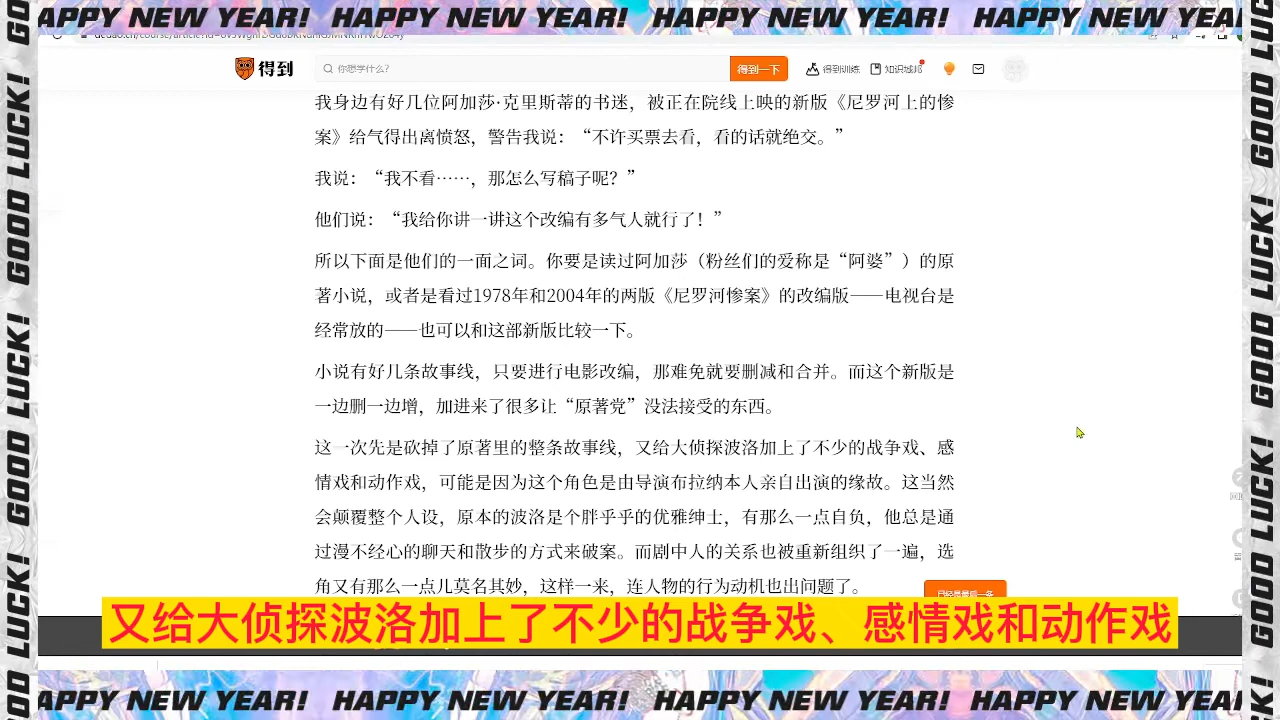 HAPPY NEW YEAR! HAPPY NEW YEAR! HAPPY NEW YEAR! HAPPY NEW YEA
得到
你想学什么?
得到一下
得到训练
知识城邦
我身边有好几位阿加莎·克里斯蒂的书迷，被正在院线上映的新版《尼罗河上的惨
案》给气得出离愤怒，警告我说：“不许买票去看，看的话就绝交。”
我说：“我不看……，那怎么写稿子呢？”
他们说：“我给你讲一讲这个改编有多气人就行了！”
所以下面是他们的一面之词。你要是读过阿加莎（粉丝们的爱称是“阿婆”）的原
著小说，或者是看过1978年和2004年的两版《尼罗河惨案》的改编版——电视台是
经常放的——也可以和这部新版比较一下。
小说有好几条故事线，只要进行电影改编，那难免就要删减和合并。而这个新版是
一边删一边增，加进来了很多让“原著党”没法接受的东西。
这一次先是砍掉了原著里的整条故事线，又给大侦探波洛加上了不少的战争戏、感
情戏和动作戏，可能是因为这个角色是由导演布拉纳本人亲自出演的缘故。这当然
会颠覆整个人设，原本的波洛是个胖乎乎的优雅绅士，有那么一点自负，他总是通
过漫不经心的聊天和散步的方式来破案。而剧中人的关系也被重新组织了一遍，选
角又有那么一点儿莫名其妙，这样一来，连人物的行为动机也出问题了。
已经是最后一条
又给大侦探波洛加上了不少的战争戏、感情戏和动作戏
HAPPY NEW YEAR! HAPPY NEW YEAR! HAPPY NEW YEAR! HAPPY NEW YEA
GOOD LUCK! GOOD LUCK! GOOD LUCK!
GOOD LUCK! GOOD LUCK! GOOD LUCK!